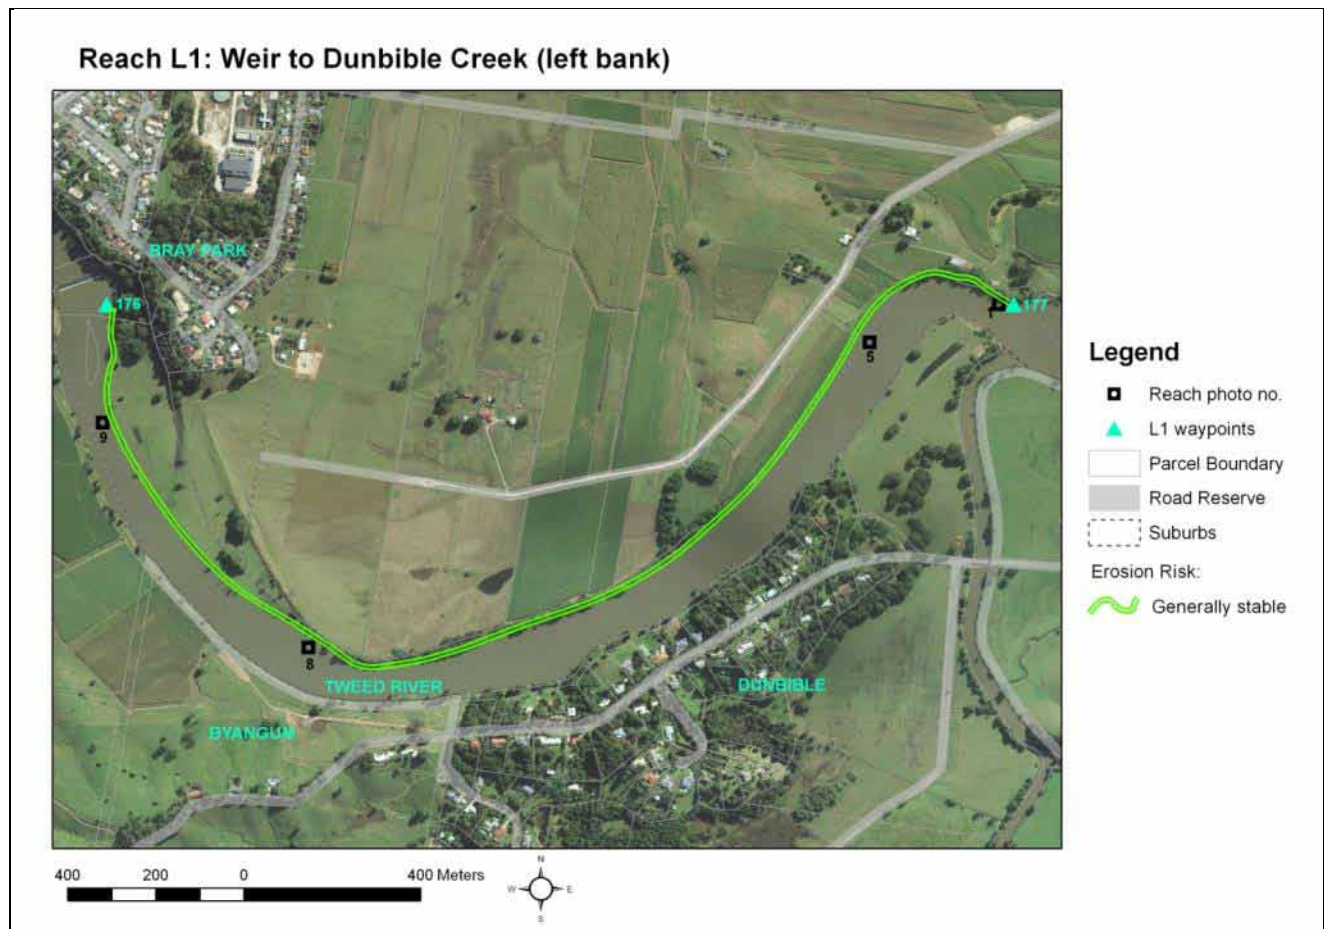 Reach L1: Weir to Dunbible Creek (left bank)
BRAY PARK
176
177
5
9
8
TWEED RIVER
DUNBIBLE
BYANGUM
Legend
Reach photo no.
L1 waypoints
Parcel Boundary
Road Reserve
Suburbs
Erosion Risk:
Generally stable
400 200 0 400 Meters
N
W E
S